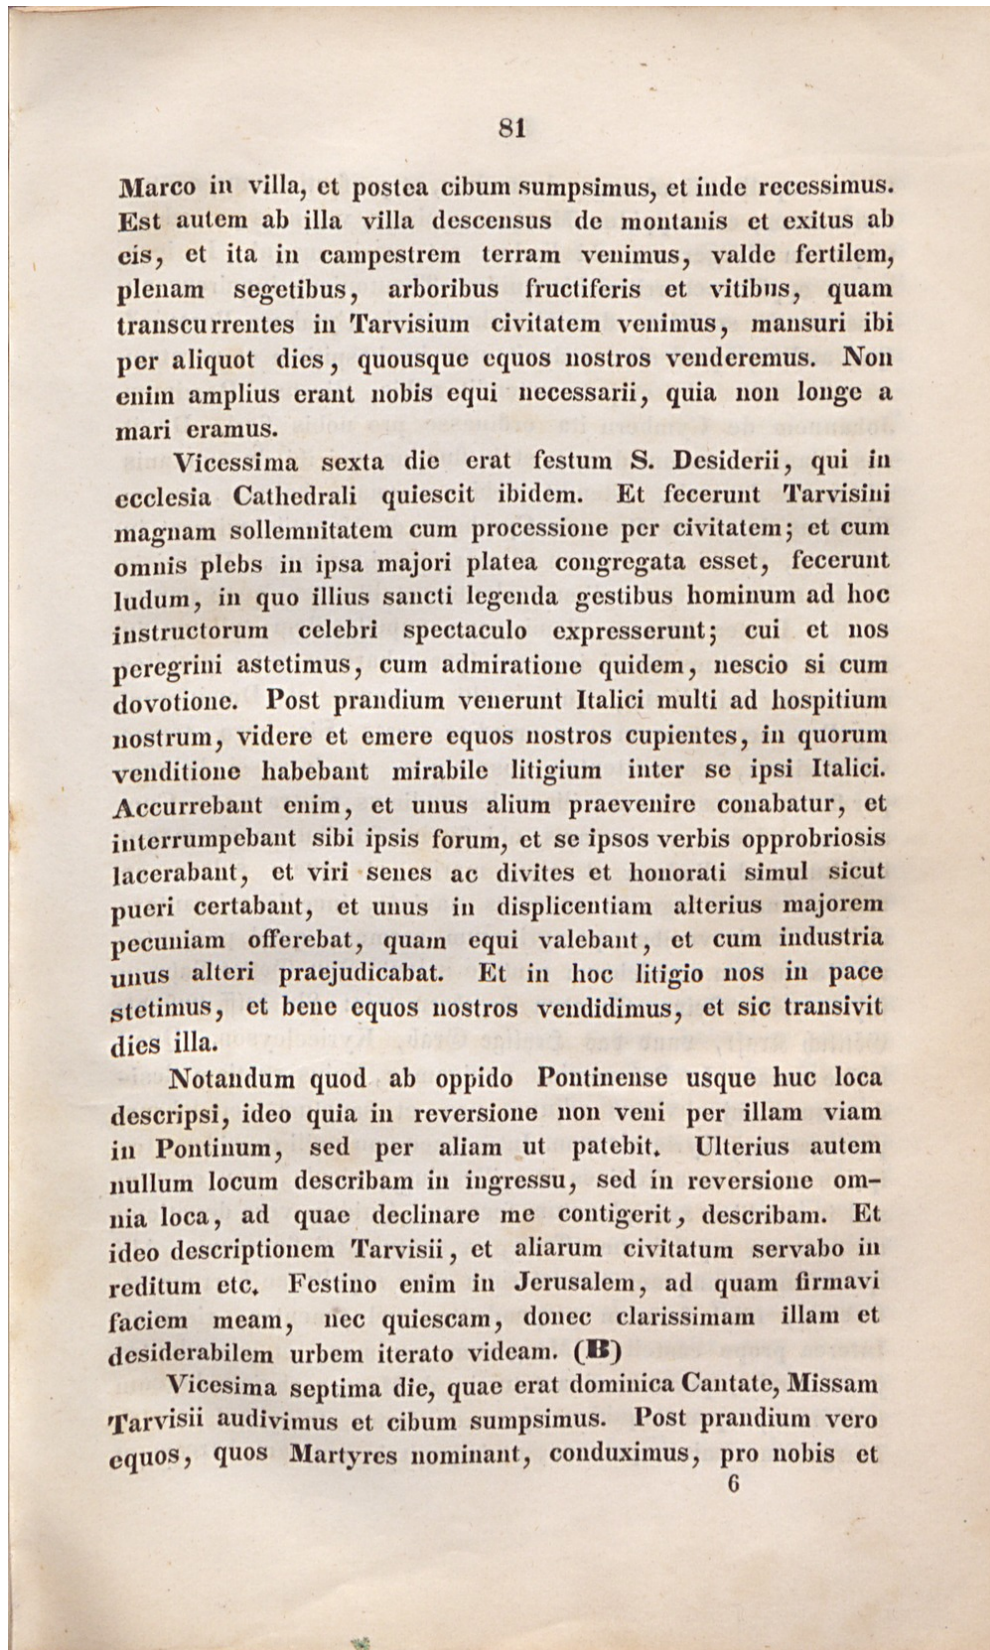 81
Marco in villa, et postea cibum sumpsimus, et inde recessimus.
Est autem ab illa villa descensus de montanis et exitus ab
eis, et ita in campestrem terram venimus, valde fertilem,
plenam segetibus, arboribus fructiferis et vitibus, quam
transcurrentes in Tarvisium civitatem venimus, mansuri ibi
per aliquot dies, quousque equos nostros venderemus. Non
enim amplius erant nobis equi necessarii, quia non longe a
mari eramus.
Vicessima sexta die erat festum S. Desiderii, qui in
ecclesia Cathedrali quiescit ibidem. Et fecerunt Tarvisini
magnam sollemnitatem cum processione per civitatem; et cum
omnis plebs in ipsa majori platea congregata esset, fecerunt
ludum, in quo illius sancti legenda gestibus hominum ad hoc
instructorum celebri spectaculo expresserunt; cui et nos
peregrini astetimus, cum admiratione quidem, nescio si cum
dovotione. Post prandium venerunt Italici multi ad hospitium
nostrum, videre et emere equos nostros cupientes, in quorum
venditione habebant mirabile litigium inter se ipsi Italici.
Accurrebant enim, et unus alium praevenire conabatur, et
interrumpebant sibi ipsis forum, et se ipsos verbis opprobriosis
lacerabant, et viri senes ac divites et honorati simul sicut
pueri certabant, et unus in displicentiam alterius majorem
pecuniam offerebat, quam equi valebant, et cum industria
unus alteri praejudicabat. Et in hoc litigio nos in pace
stetimus, et bene equos nostros vendidimus, et sic transivit
dies illa.
Notandum quod ab oppido Pontinense usque huc loca
descripsi, ideo quia in reversione non veni per illam viam
in Pontinum, sed per aliam ut patebit. Ulterius autem
nullum locum describam in ingressu, sed in reversione om-
nia loca, ad quae declinare me contigerit, describam. Et
ideo descriptionem Tarvisii, et aliarum civitatum servabo in
reditum etc. Festino enim in Jerusalem, ad quam firmavi
faciem meam, nec quiescam, donec clarissimam illam et
desiderabilem urbem iterato videam. (B)
Vicesima septima die, quae erat dominica Cantate, Missam
Tarvisii audivimus et cibum sumpsimus. Post prandium vero
equos, quos Martyres nominant, conduximus, pro nobis et
6